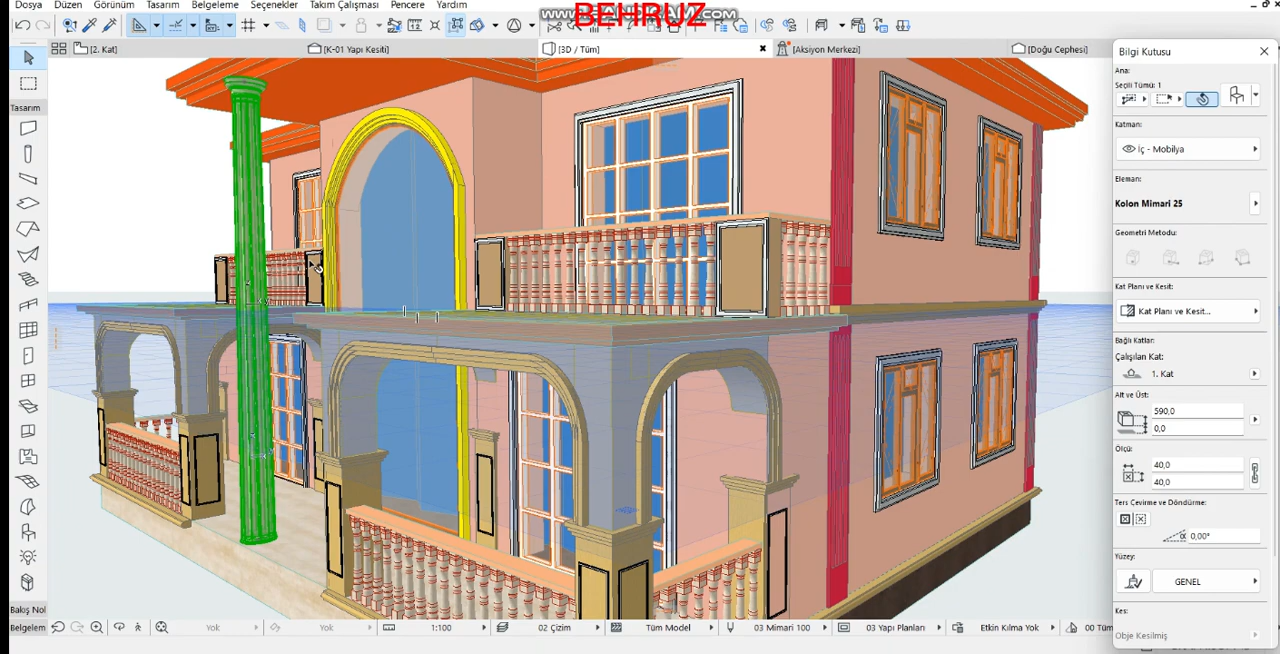 Dosya Düzen Görünüm Tasarım Belgeleme Seçenekler Takım Çalışması Pencere Yardım
BEHRUZ
[2. Kat] [K-01 Yapı Kesiti] [3D / Tüm] [Aksiyon Merkezi] [Doğu Cephesi]
Bilgi Kutusu
Ana:
Seçili Tümü: 1
Katman:
İç - Mobilya
Eleman:
Kolon Mimari 25
Geometri Metodu:
Kat Planı ve Kesit:
Kat Planı ve Kesit...
Bağlı Katlar:
Çalışılan Kat:
1. Kat
Alt ve Üst:
590,0
0,0
Ölçü:
40,0
40,0
Ters Çevirme ve Döndürme:
α 0,00°
Yüzey:
GENEL
Kes:
Obje Kesilmiş
Tasarım
Bakış Nol
Belgelem
Yok Yok 1:100 02 Çizim Tüm Model 03 Mimari 100 03 Yapı Planları Etkin Kılma Yok 00 Tüm